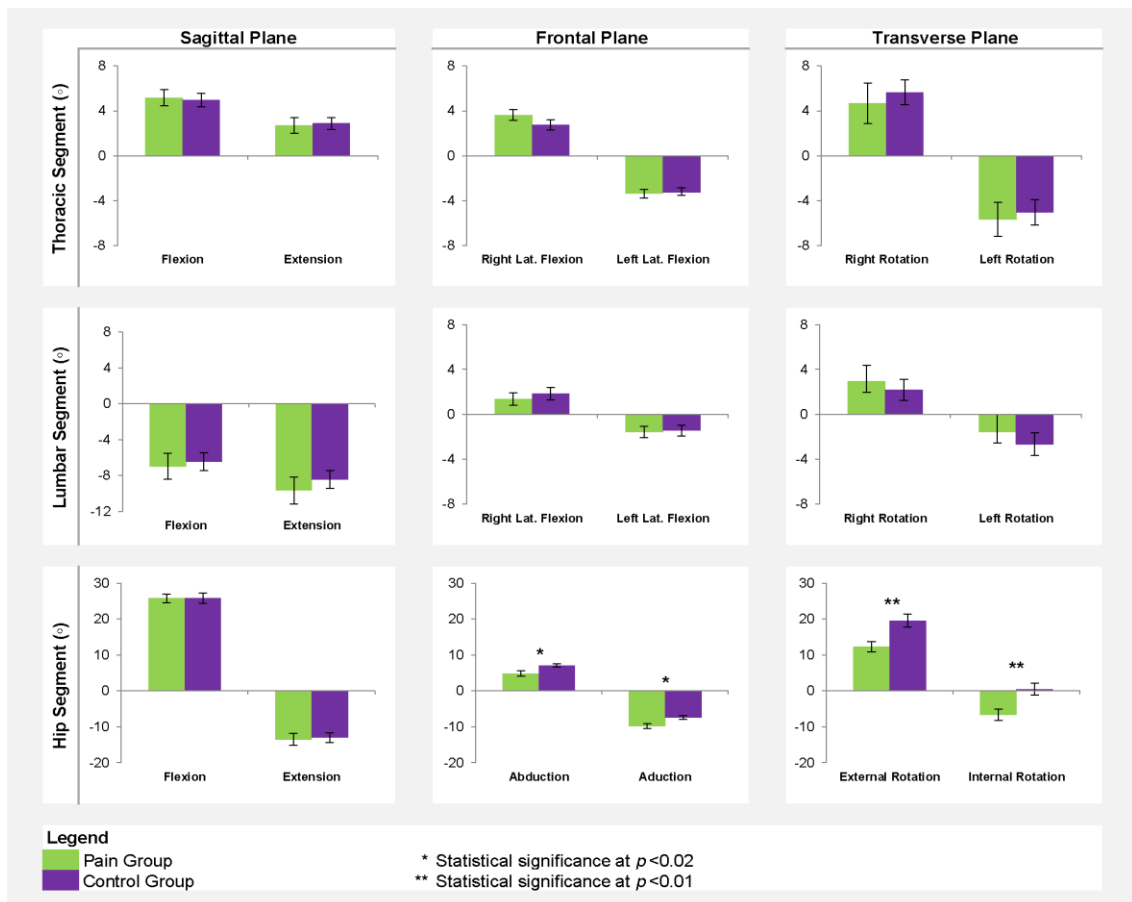 Sagittal Plane
Frontal Plane
Transverse Plane
Thoracic Segment (○)
8
4
0
-4
-8
Flexion Extension
8
4
0
-4
-8
Right Lat. Flexion Left Lat. Flexion
8
4
0
-4
-8
Right Rotation Left Rotation
Lumbar Segment (○)
8
4
0
-4
-8
-12
Flexion Extension
8
4
0
-4
-8
Right Lat. Flexion Left Lat. Flexion
8
4
0
-4
-8
Right Rotation Left Rotation
Hip Segment (○)
30
20
10
0
-10
-20
Flexion Extension
30
20
10
0
-10
-20
*
*
Abduction Aduction
30
20
10
0
-10
-20
**
**
External Rotation Internal Rotation
Legend
Pain Group
Control Group
* Statistical significance at p<0.02
** Statistical significance at p<0.01